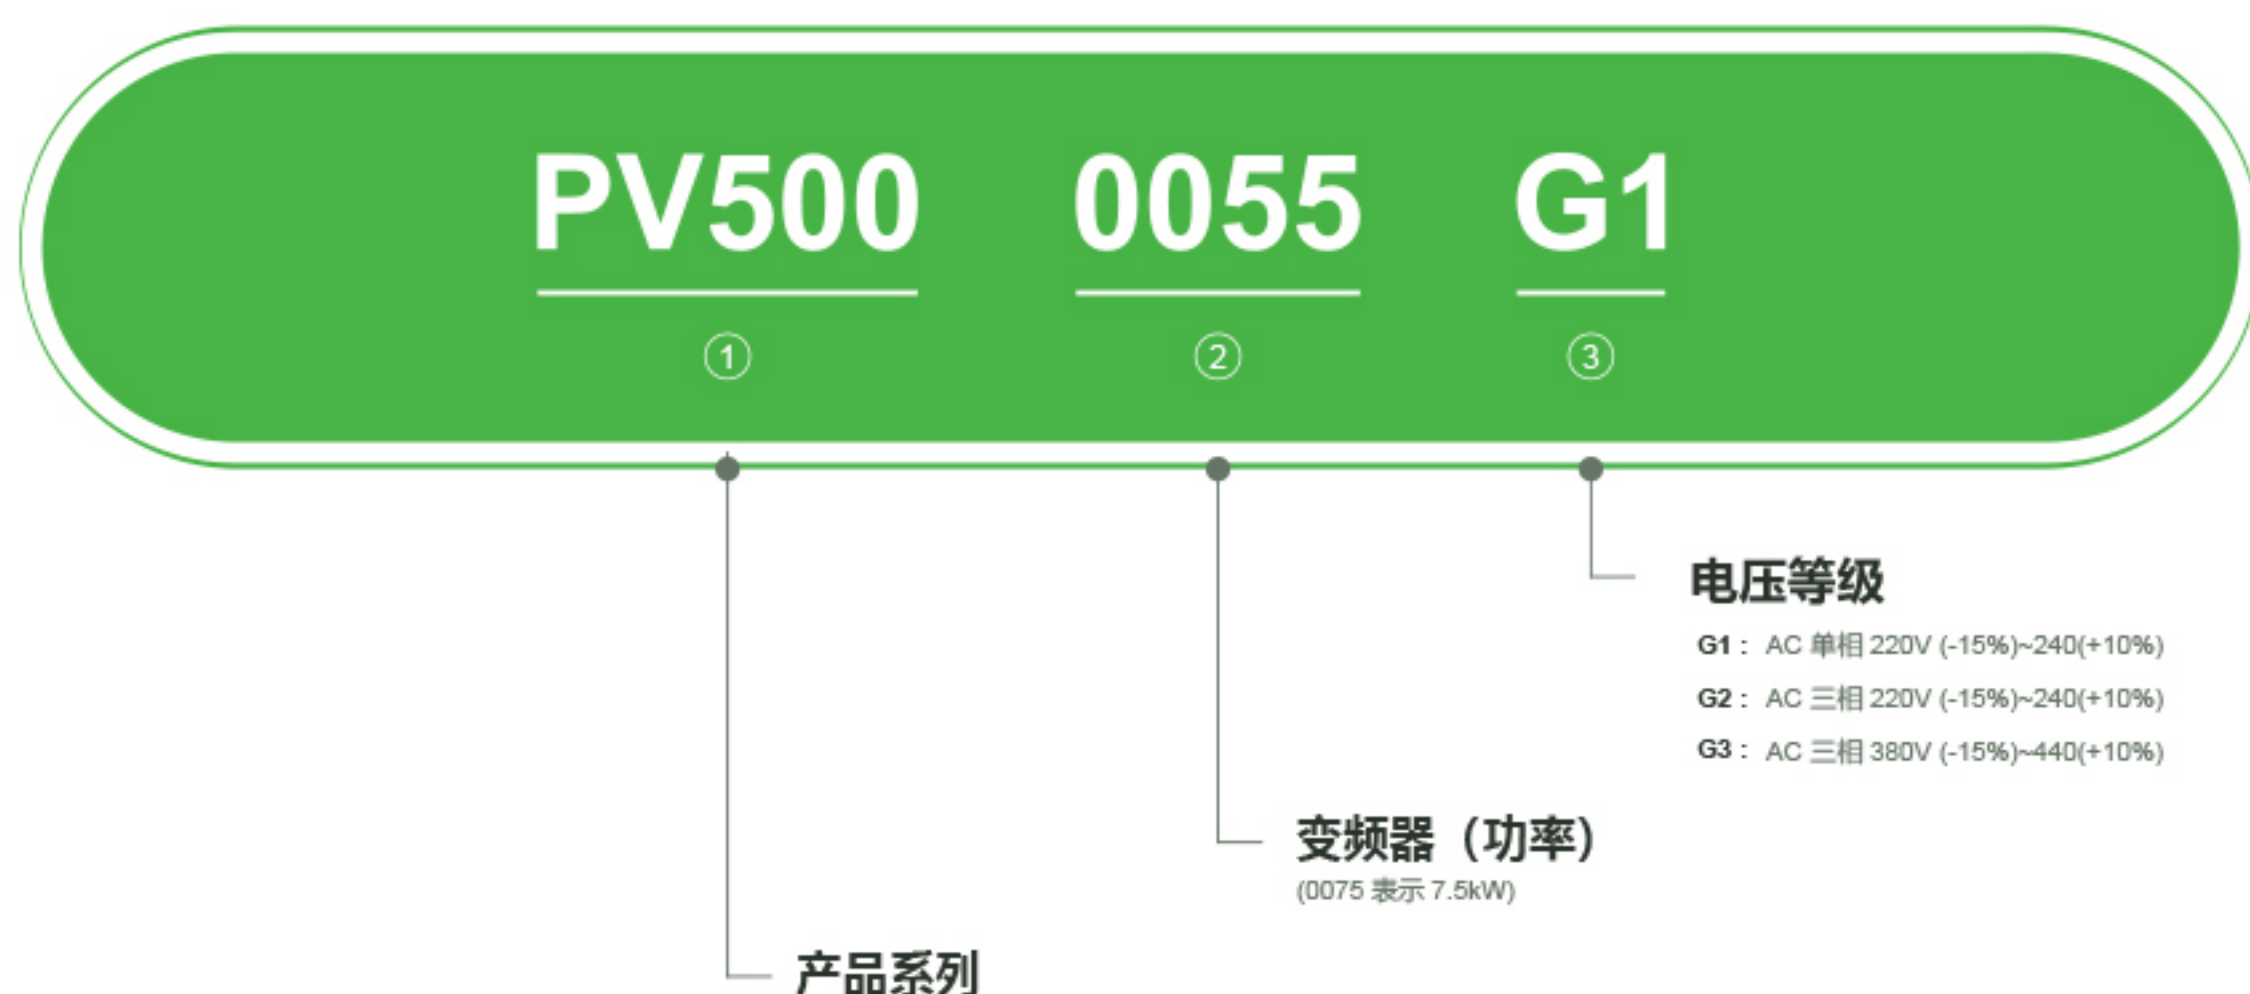 PV500 0055 G1
① ② ③
电压等级
G1： AC 单相 220V (-15%)~240(+10%)
G2： AC 三相 220V (-15%)~240(+10%)
G3： AC 三相 380V (-15%)~440(+10%)
变频器（功率）
(0075 表示 7.5kW)
产品系列